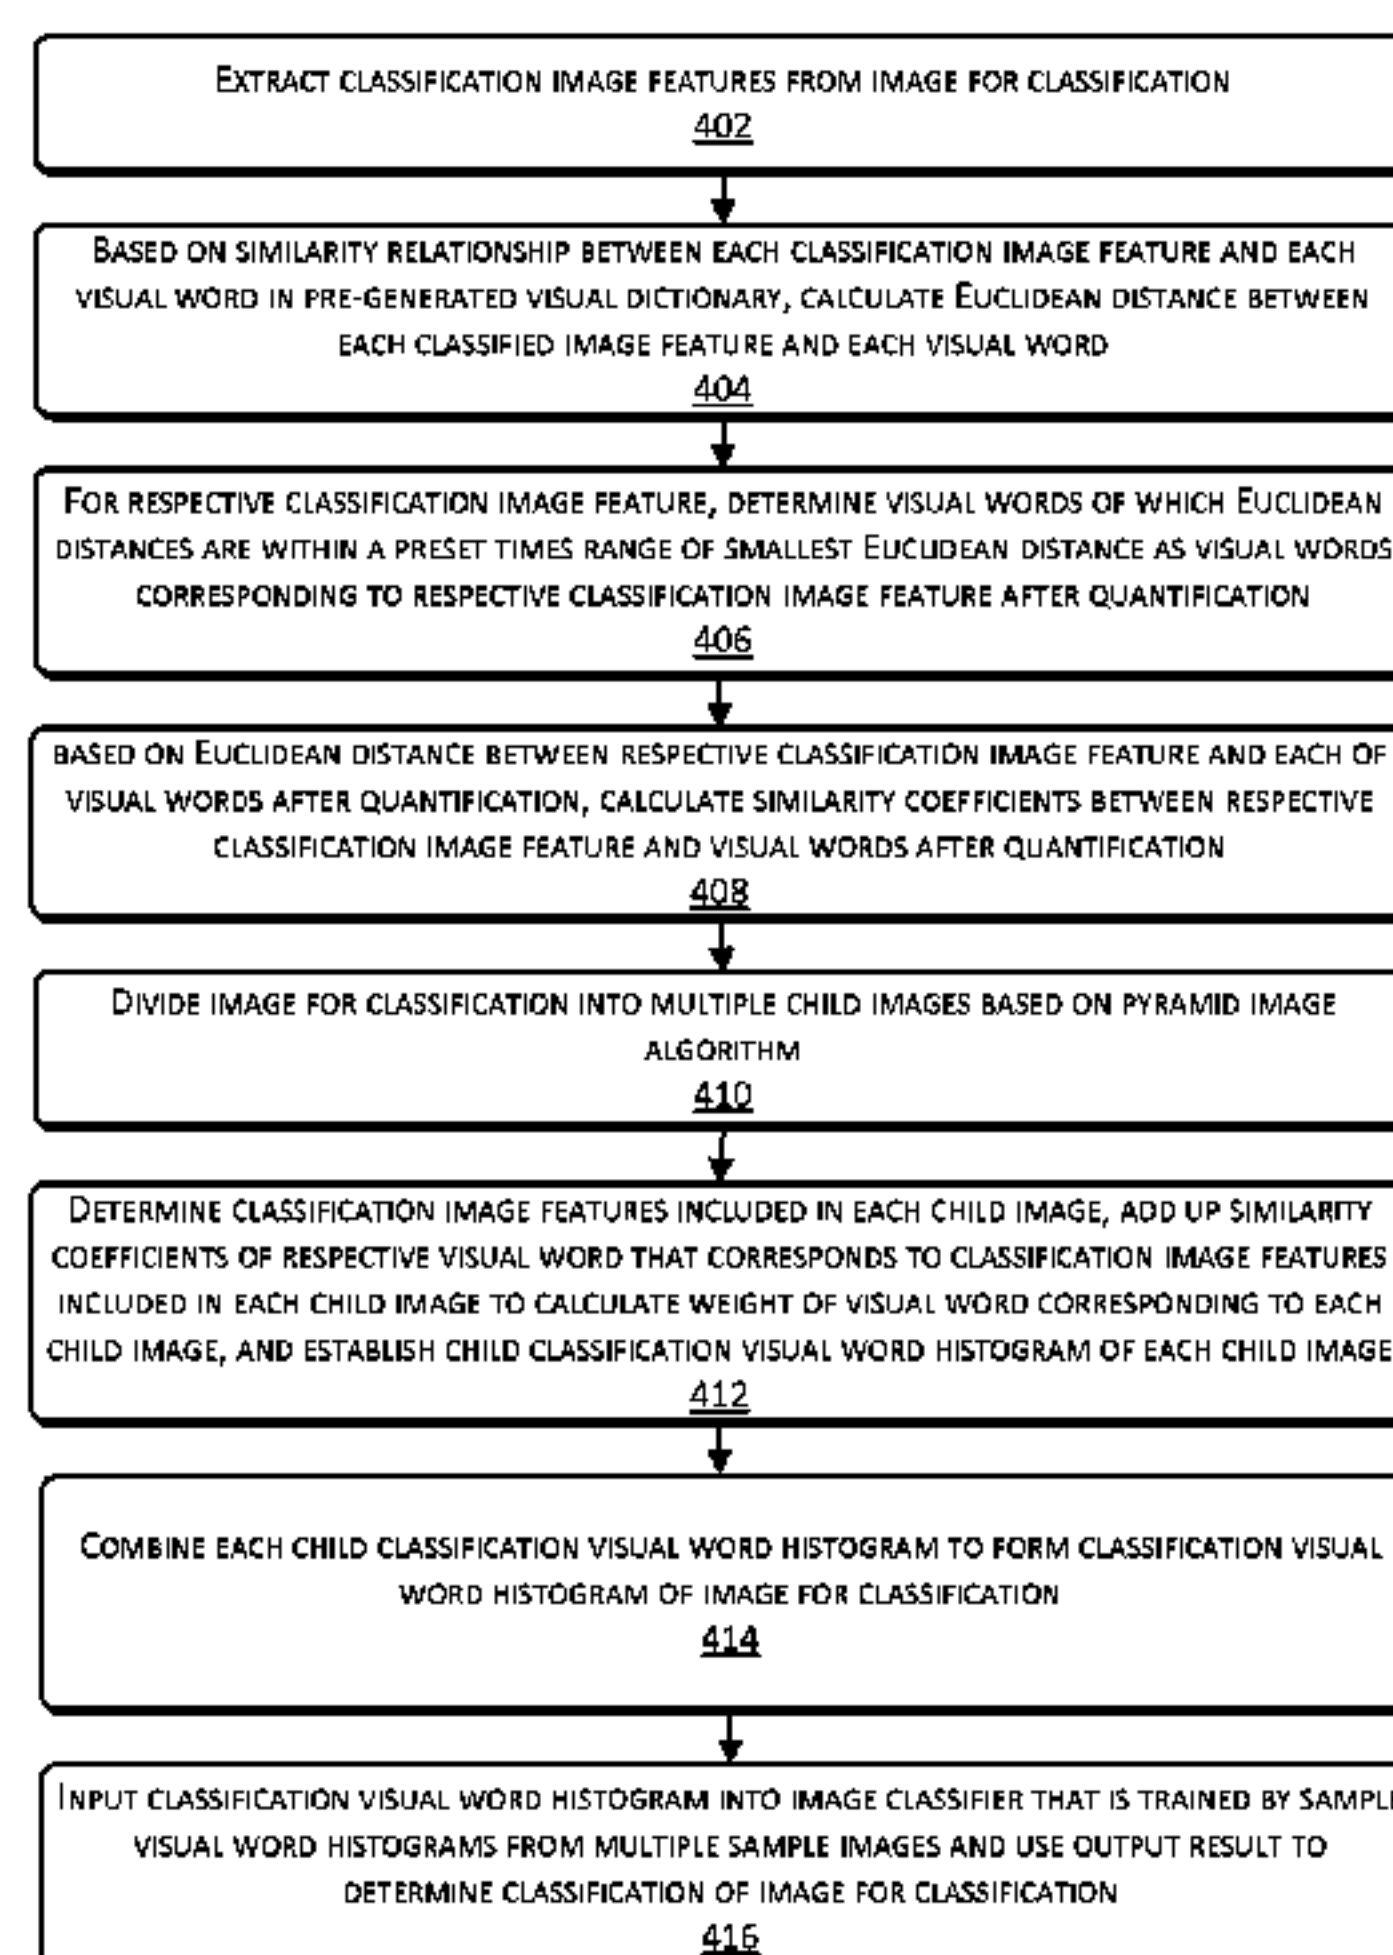 Extract classification image features from image for classification
402
Based on similarity relationship between each classification image feature and each
visual word in pre-generated visual dictionary, calculate Euclidean distance between
each classified image feature and each visual word
404
For respective classification image feature, determine visual words of which Euclidean
distances are within a preset times range of smallest Euclidean distance as visual words
corresponding to respective classification image feature after quantification
406
based on Euclidean distance between respective classification image feature and each of
visual words after quantification, calculate similarity coefficients between respective
classification image feature and visual words after quantification
408
Divide image for classification into multiple child images based on pyramid image
algorithm
410
Determine classification image features included in each child image, add up similarity
coefficients of respective visual word that corresponds to classification image features
included in each child image to calculate weight of visual word corresponding to each
child image, and establish child classification visual word histogram of each child image
412
Combine each child classification visual word histogram to form classification visual
word histogram of image for classification
414
Input classification visual word histogram into image classifier that is trained by sample
visual word histograms from multiple sample images and use output result to
determine classification of image for classification
416